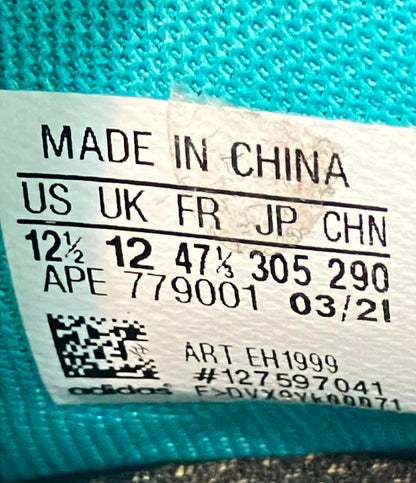 MADE IN CHINA
US UK FR JP CHN
12½ 12 47⅓ 305 290
APE 779001 03/21
ART EH1999
#127597041
adidas